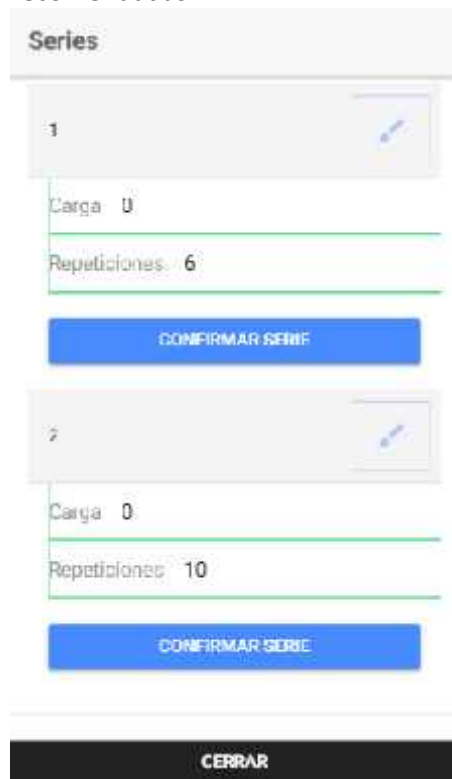 Series
1
Carga 0
Repeticiones 6
CONFIRMAR SERIE
2
Carga 0
Repeticiones 10
CONFIRMAR SERIE
CERRAR